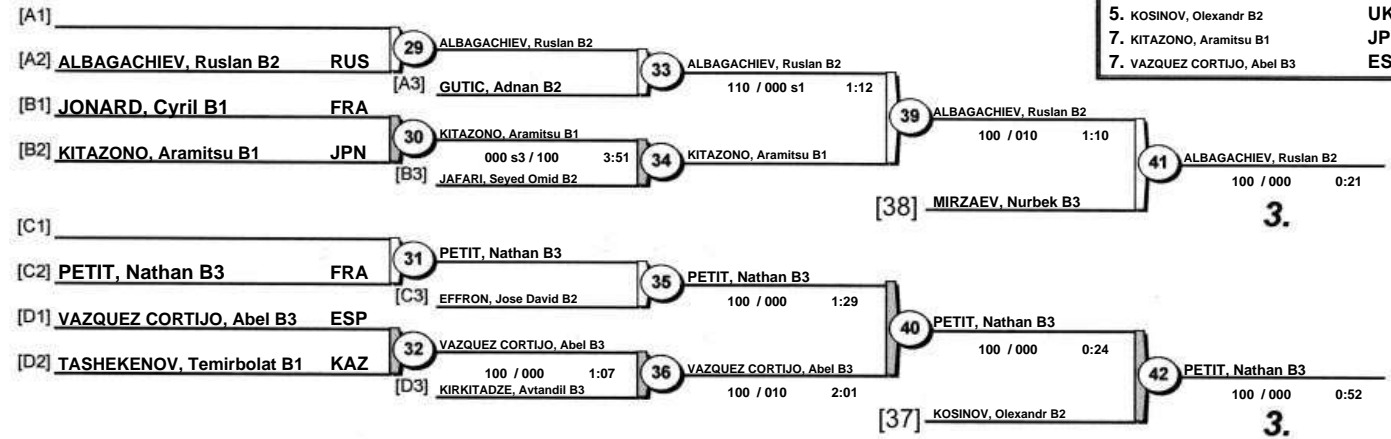 5. KOSINOV, Olexandr B2 UK
7. KITAZONO, Aramitsu B1 JP
7. VAZQUEZ CORTIJO, Abel B3 ES
[A1]
[A2] ALBAGACHIEV, Ruslan B2 RUS
29
ALBAGACHIEV, Ruslan B2
[A3] GUTIC, Adnan B2
33
ALBAGACHIEV, Ruslan B2
110 / 000 s1 1:12
[B1] JONARD, Cyril B1 FRA
[B2] KITAZONO, Aramitsu B1 JPN
30
KITAZONO, Aramitsu B1
000 s3 / 100 3:51
[B3] JAFARI, Seyed Omid B2
34
KITAZONO, Aramitsu B1
39
ALBAGACHIEV, Ruslan B2
100 / 010 1:10
[38] MIRZAEV, Nurbek B3
41
ALBAGACHIEV, Ruslan B2
100 / 000 0:21
3.
[C1]
[C2] PETIT, Nathan B3 FRA
31
PETIT, Nathan B3
[C3] EFFRON, Jose David B2
35
PETIT, Nathan B3
100 / 000 1:29
[D1] VAZQUEZ CORTIJO, Abel B3 ESP
[D2] TASHEKENOV, Temirbolat B1 KAZ
32
VAZQUEZ CORTIJO, Abel B3
100 / 000 1:07
[D3] KIRKITADZE, Avtandil B3
36
VAZQUEZ CORTIJO, Abel B3
100 / 010 2:01
40
PETIT, Nathan B3
100 / 000 0:24
[37] KOSINOV, Olexandr B2
42
PETIT, Nathan B3
100 / 000 0:52
3.